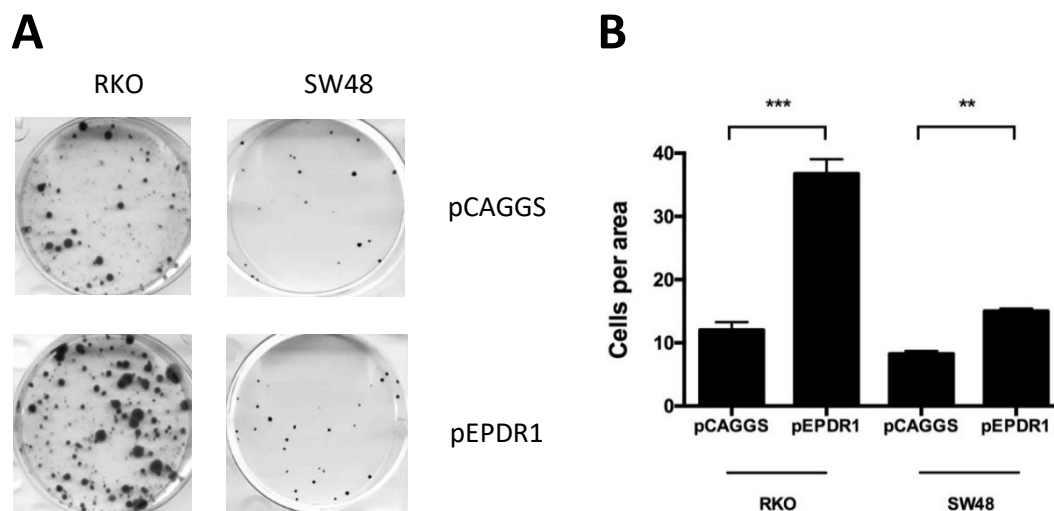 A
RKO SW48
pCAGGS
pEPDR1
B
*** **
40
30
20
10
0
Cells per area
pCAGGS pEPDR1 pCAGGS pEPDR1
RKO SW48